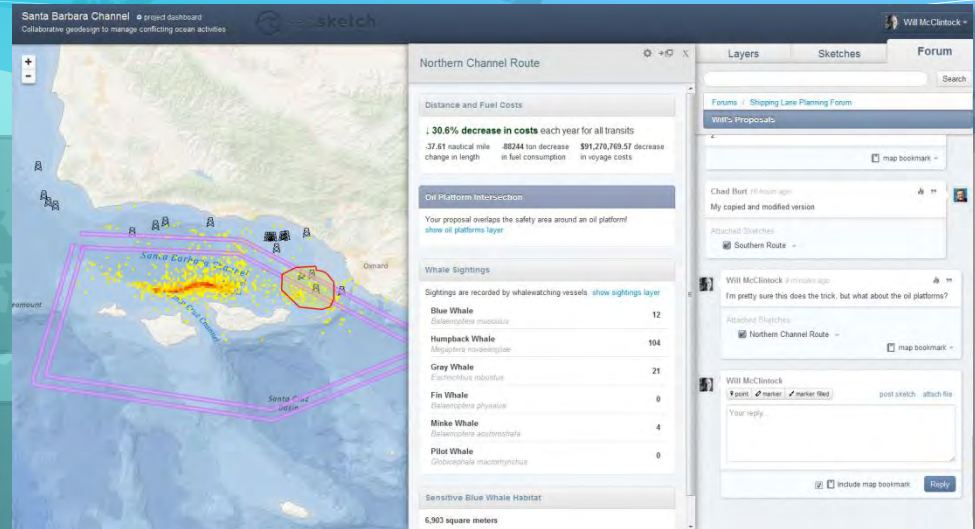 Santa Barbara Channel project dashboard
Collaborative geodesign to manage conflicting ocean activities
seasketch
Will McClintock
+
-
Santa Barbara Channel
Santa Cruz Channel
Oxnard
Santa Cruz
Basin
Northern Channel Route
X
Distance and Fuel Costs
↓ 30.6% decrease in costs each year for all transits
-37.61 nautical mile change in length
-88244 ton decrease in fuel consumption
$91,270,769.57 decrease in voyage costs
Oil Platform Intersection
Your proposal overlaps the safety area around an oil platform!
show oil platforms layer
Whale Sightings
Sightings are recorded by whalewatching vessels. show sightings layer
Blue Whale 12
Balaenoptera musculus
Humpback Whale 104
Megaptera novaeangliae
Gray Whale 21
Eschrichtius robustus
Fin Whale 0
Balaenoptera physalus
Minke Whale 4
Balaenoptera acutorostrata
Pilot Whale 0
Globicephala macrorhynchus
Sensitive Blue Whale Habitat
6,903 square meters
Layers Sketches Forum
Search
Forums / Shipping Lane Planning Forum
Will's Proposals
map bookmark
Chad Burt 19 hours ago
My copied and modified version
Attached Sketches
Southern Route
Will McClintock
I'm pretty sure this does the trick, but what about the oil platforms?
Attached Sketches
Northern Channel Route
map bookmark
Will McClintock
point marker marker filled post sketch attach file
Your reply...
include map bookmark Reply